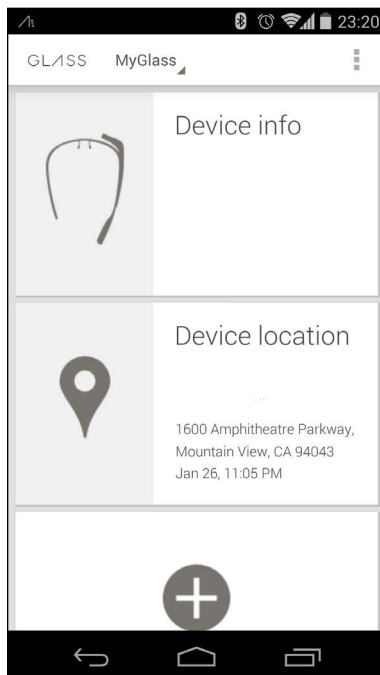 23:20
GLASS MyGlass
Device info
Device location
...
1600 Amphitheatre Parkway,
Mountain View, CA 94043
Jan 26, 11:05 PM